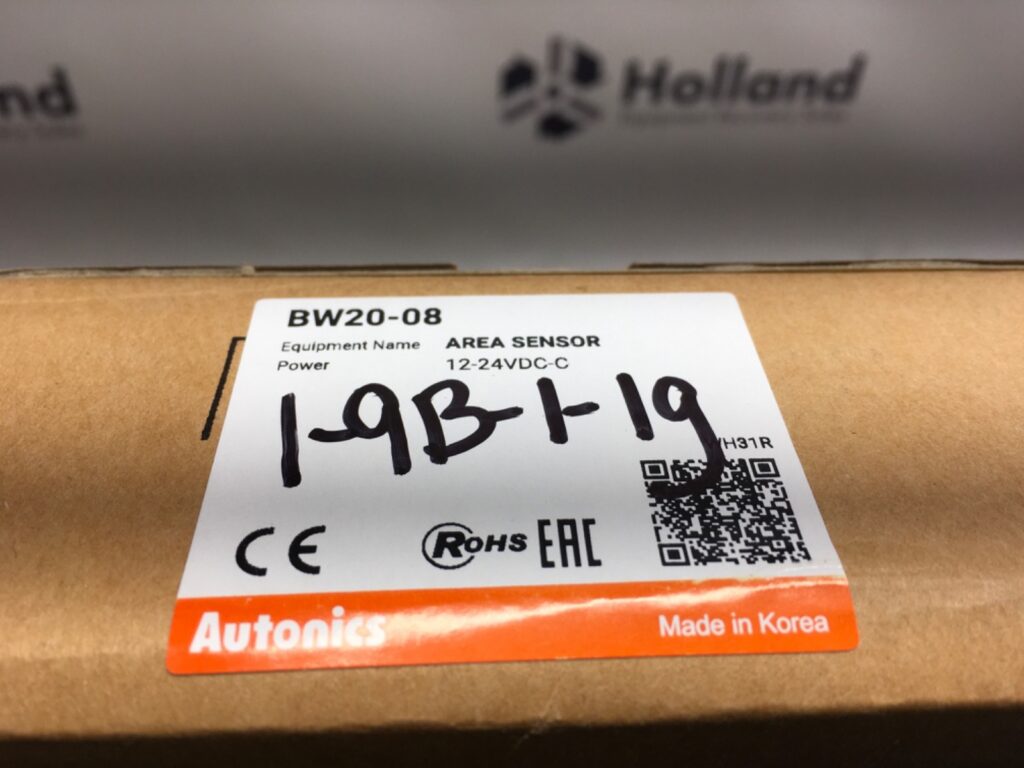 Holland
BW20-08
Equipment Name AREA SENSOR
Power 12-24VDC-C
1-9B-1-19
H31R
CE
RoHS EAC
Autonics
Made in Korea